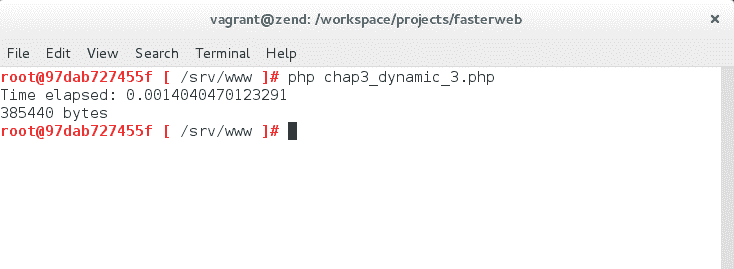 vagrant@zend: /workspace/projects/fasterweb ×
File Edit View Search Terminal Help
root@97dab727455f [ /srv/www ]# php chap3_dynamic_3.php
Time elapsed: 0.0014040470123291
385440 bytes
root@97dab727455f [ /srv/www ]#